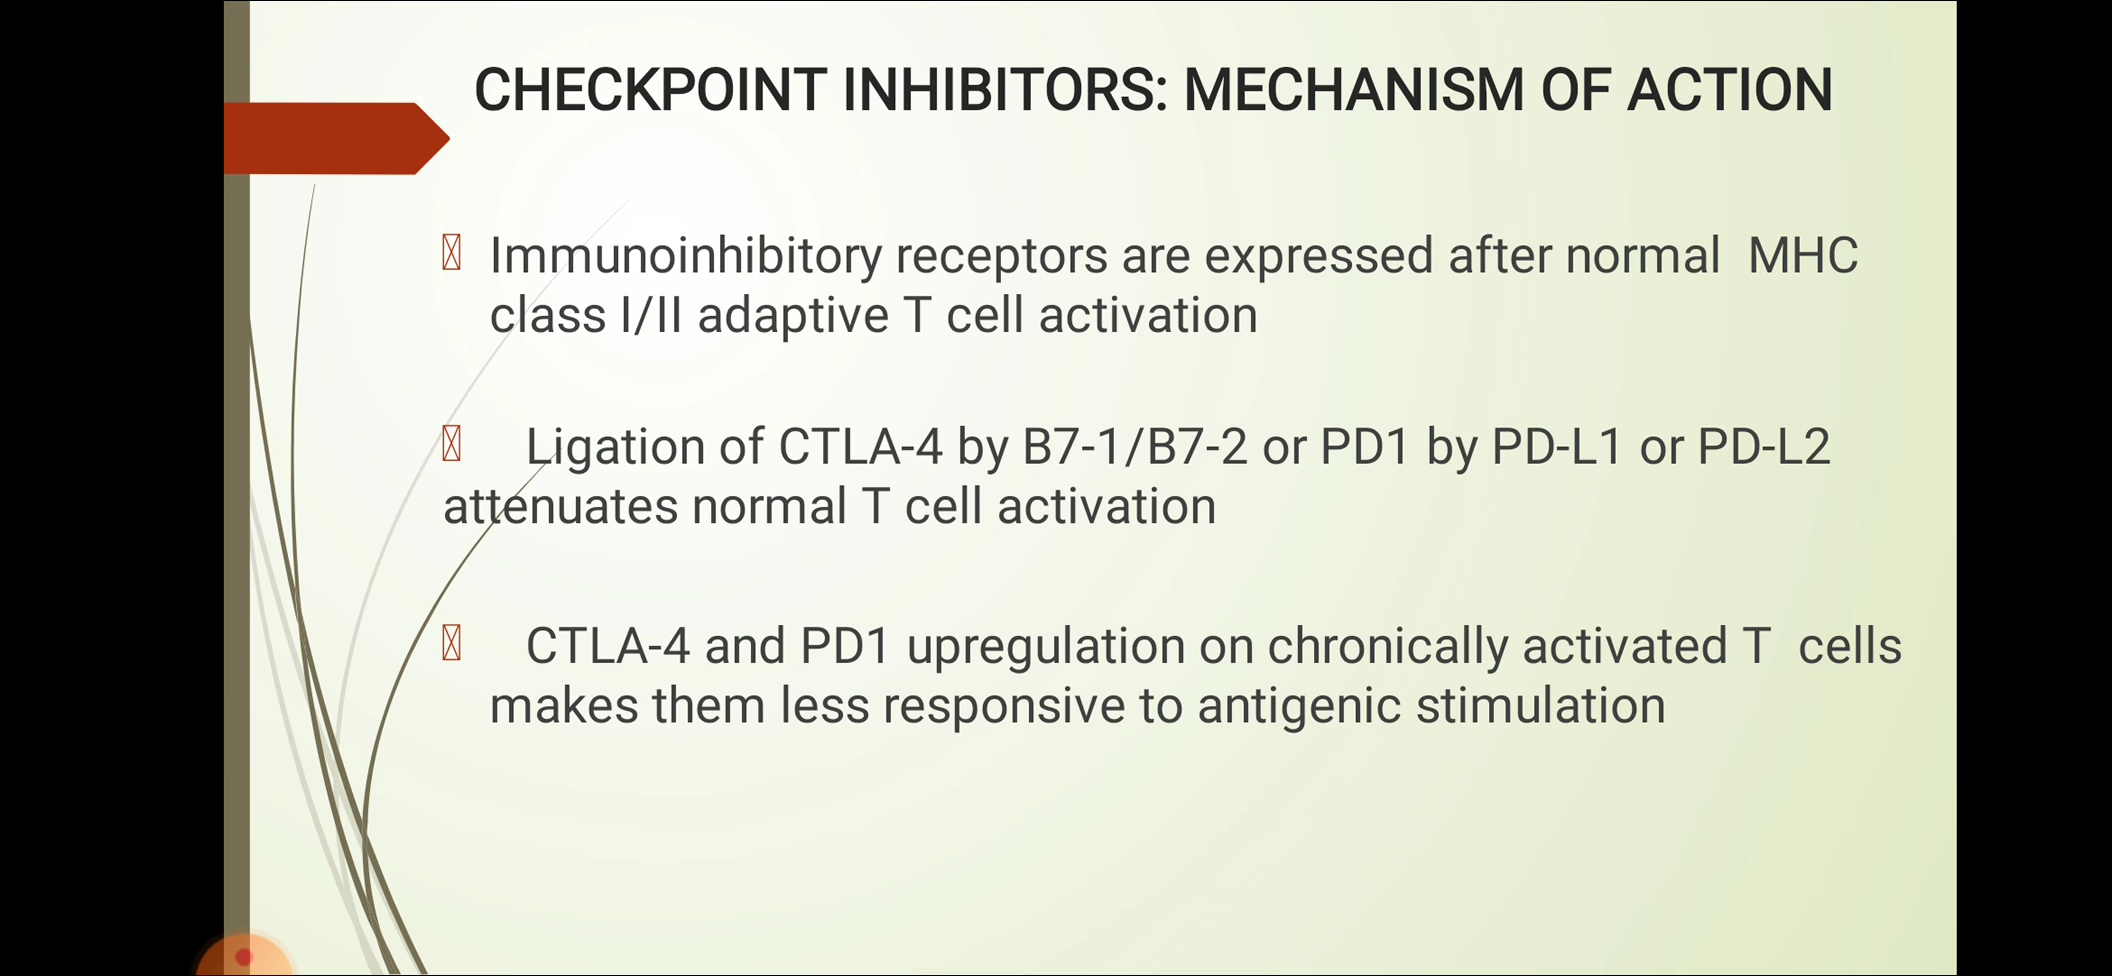 CHECKPOINT INHIBITORS: MECHANISM OF ACTION
Immunoinhibitory receptors are expressed after normal  MHC
class I/II adaptive T cell activation
Ligation of CTLA-4 by B7-1/B7-2 or PD1 by PD-L1 or PD-L2
attenuates normal T cell activation
CTLA-4 and PD1 upregulation on chronically activated T  cells
makes them less responsive to antigenic stimulation